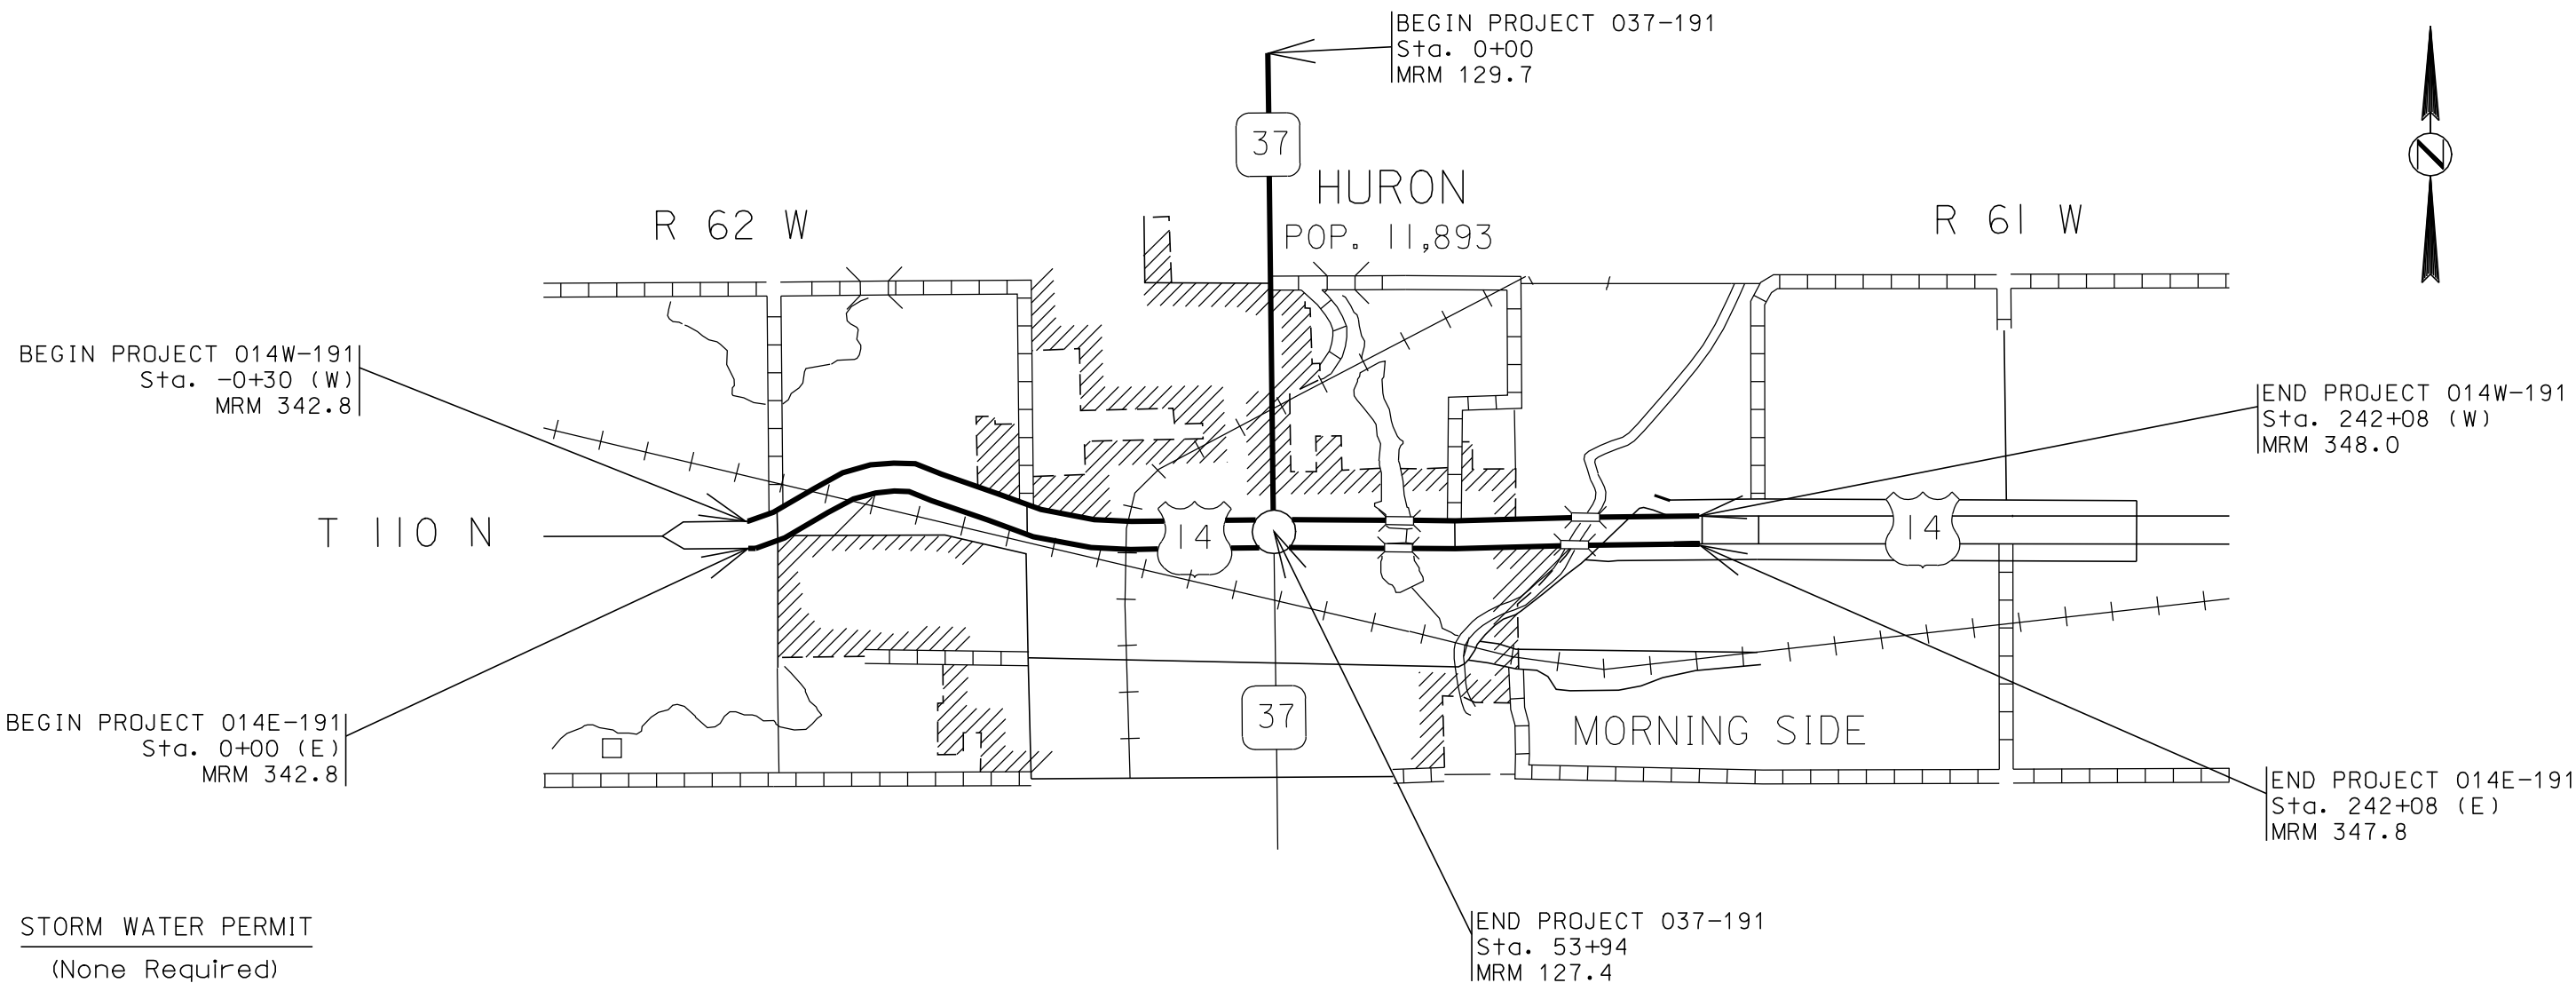 BEGIN PROJECT 037-191
Sta. 0+00
MRM 129.7
37
N
HURON
POP. 11,893
R 62 W
R 61 W
BEGIN PROJECT 014W-191
Sta. -0+30 (W)
MRM 342.8
END PROJECT 014W-191
Sta. 242+08 (W)
MRM 348.0
T 110 N
14
14
BEGIN PROJECT 014E-191
Sta. 0+00 (E)
MRM 342.8
37
MORNING SIDE
END PROJECT 014E-191
Sta. 242+08 (E)
MRM 347.8
END PROJECT 037-191
Sta. 53+94
MRM 127.4
STORM WATER PERMIT
(None Required)